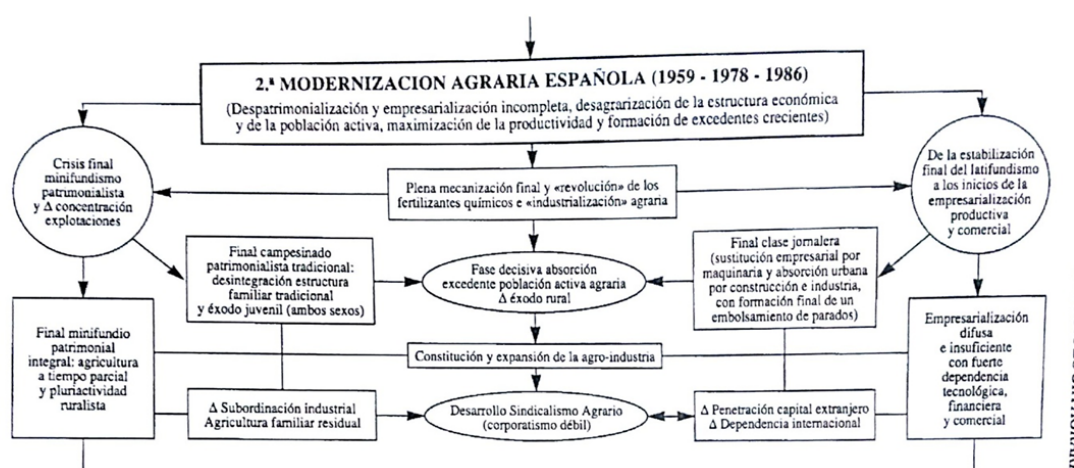 2.ª MODERNIZACION AGRARIA ESPAÑOLA (1959 - 1978 - 1986)
(Despatrimonialización y empresarialización incompleta, desagrarización de la estructura económica
y de la población activa, maximización de la productividad y formación de excedentes crecientes)
Crisis final
minifundismo
patrimonialista
y Δ concentración
explotaciones
Plena mecanización final y «revolución» de los
fertilizantes químicos e «industrialización» agraria
De la estabilización
final del latifundismo
a los inicios de la
empresarialización
productiva
y comercial
Final campesinado
patrimonialista tradicional:
desintegración estructura
familiar tradicional
y éxodo juvenil (ambos sexos)
Fase decisiva absorción
excedente población activa agraria
Δ éxodo rural
Final clase jornalera
(sustitución empresarial por
maquinaria y absorción urbana
por construcción e industria,
con formación final de un
embolsamiento de parados)
Final minifundio
patrimonial
integral: agricultura
a tiempo parcial
y pluriactividad
ruralista
Constitución y expansión de la agro-industria
Empresarialización
difusa
e insuficiente
con fuerte
dependencia
tecnológica,
financiera
y comercial
Δ Subordinación industrial
Agricultura familiar residual
Desarrollo Sindicalismo Agrario
(corporatismo débil)
Δ Penetración capital extranjero
Δ Dependencia internacional